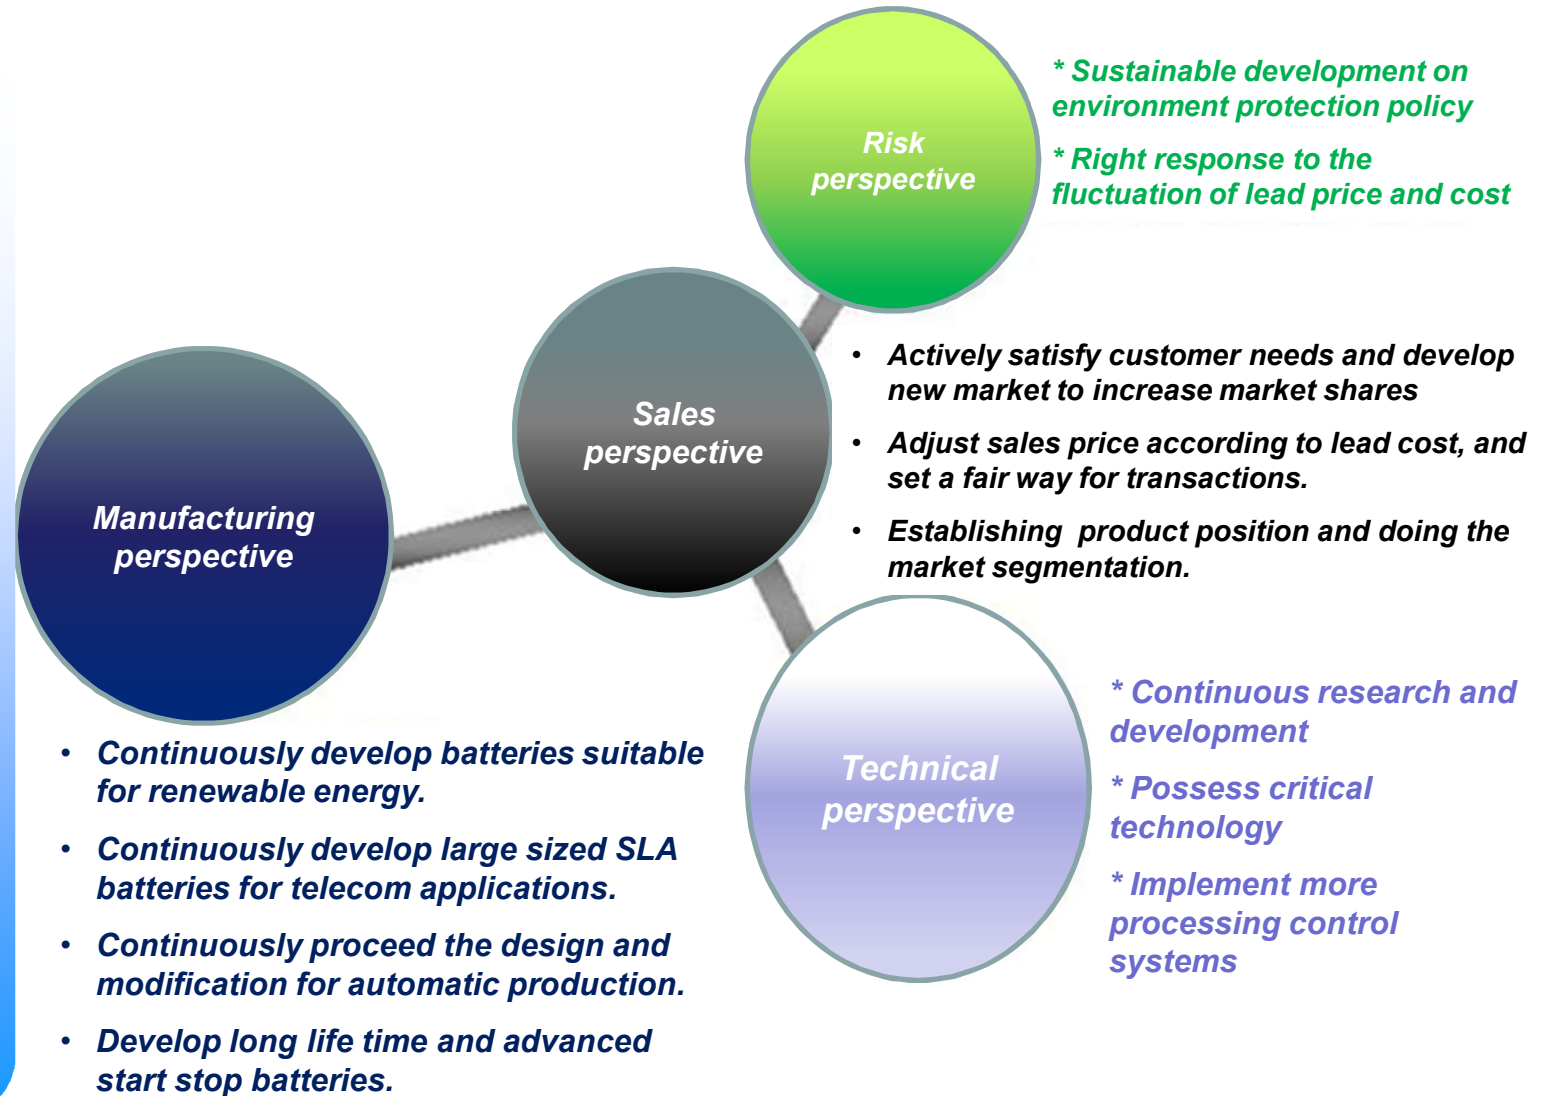 Risk
perspective
* Sustainable development on
environment protection policy
* Right response to the
fluctuation of lead price and cost
Sales
perspective
• Actively satisfy customer needs and develop
new market to increase market shares
• Adjust sales price according to lead cost, and
set a fair way for transactions.
• Establishing  product position and doing the
market segmentation.
Manufacturing
perspective
• Continuously develop batteries suitable
for renewable energy.
• Continuously develop large sized SLA
batteries for telecom applications.
• Continuously proceed the design and
modification for automatic production.
• Develop long life time and advanced
start stop batteries.
Technical
perspective
* Continuous research and
development
* Possess critical
technology
* Implement more
processing control
systems